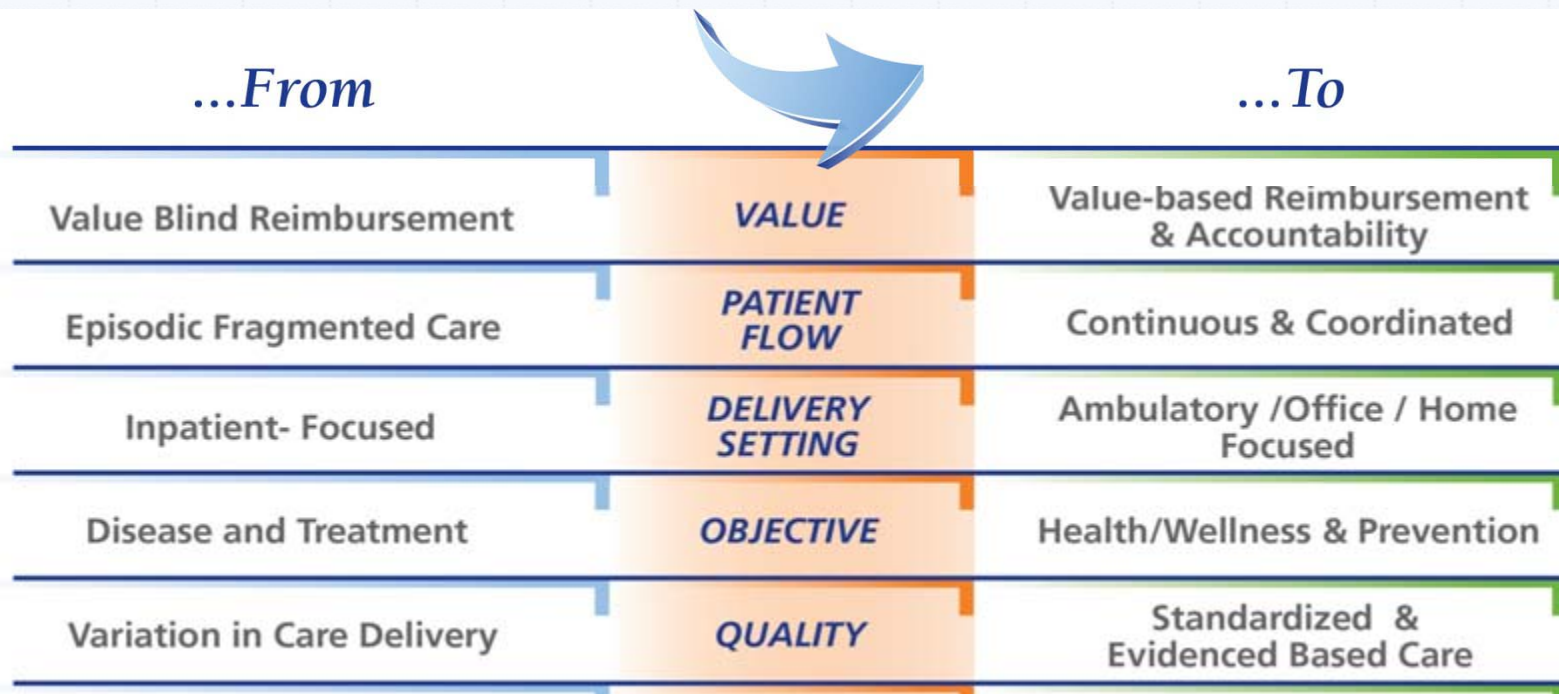 ...From
...To
Value Blind Reimbursement
VALUE
Value-based Reimbursement
& Accountability
Episodic Fragmented Care
PATIENT
FLOW
Continuous & Coordinated
Inpatient- Focused
DELIVERY
SETTING
Ambulatory /Office / Home
Focused
Disease and Treatment
OBJECTIVE
Health/Wellness & Prevention
Variation in Care Delivery
QUALITY
Standardized &
Evidenced Based Care